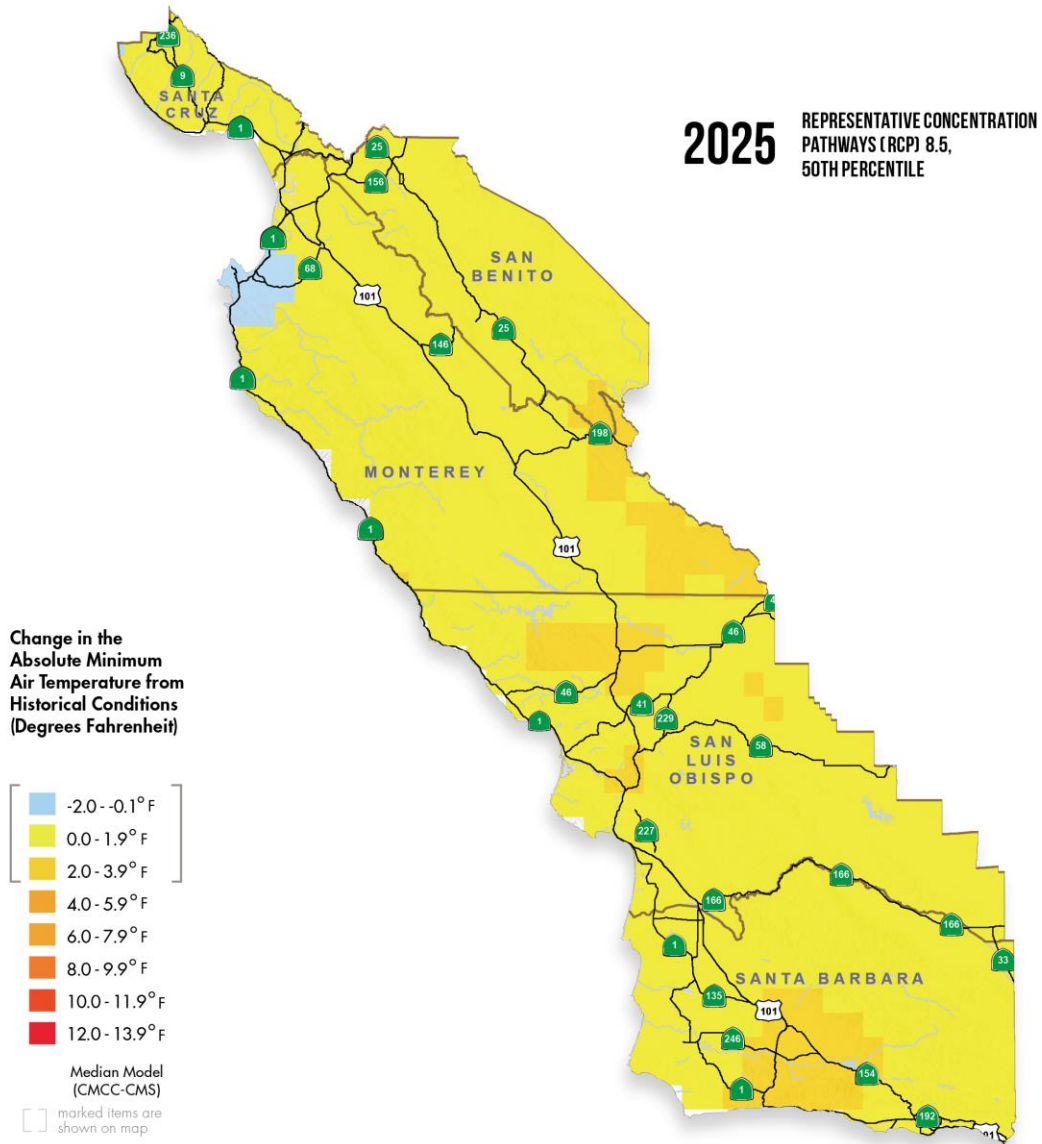 2025
REPRESENTATIVE CONCENTRATION
PATHWAYS (RCP) 8.5,
50TH PERCENTILE
236
9
SANTA
CRUZ
1
25
156
1
68
101
SAN
BENITO
25
146
1
198
MONTEREY
1
101
46
46
41
229
1
SAN
LUIS
OBISPO
58
227
166
166
166
1
33
SANTA BARBARA
135
101
246
154
1
192
Change in the
Absolute Minimum
Air Temperature from
Historical Conditions
(Degrees Fahrenheit)
-2.0 - -0.1° F
0.0 - 1.9° F
2.0 - 3.9° F
4.0 - 5.9° F
6.0 - 7.9° F
8.0 - 9.9° F
10.0 - 11.9° F
12.0 - 13.9° F
Median Model
(CMCC-CMS)
marked items are
shown on map